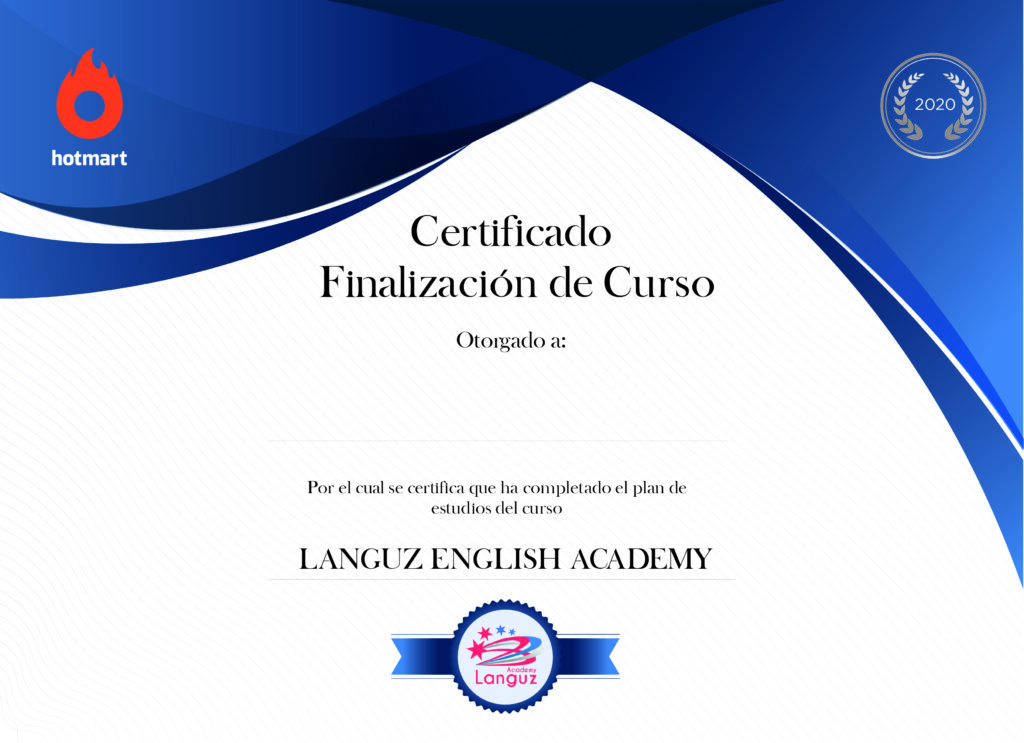 hotmart
2020
Certificado
Finalización de Curso
Otorgado a:
Por el cual se certifica que ha completado el plan de
estudios del curso
LANGUZ ENGLISH ACADEMY
Academy
Languz